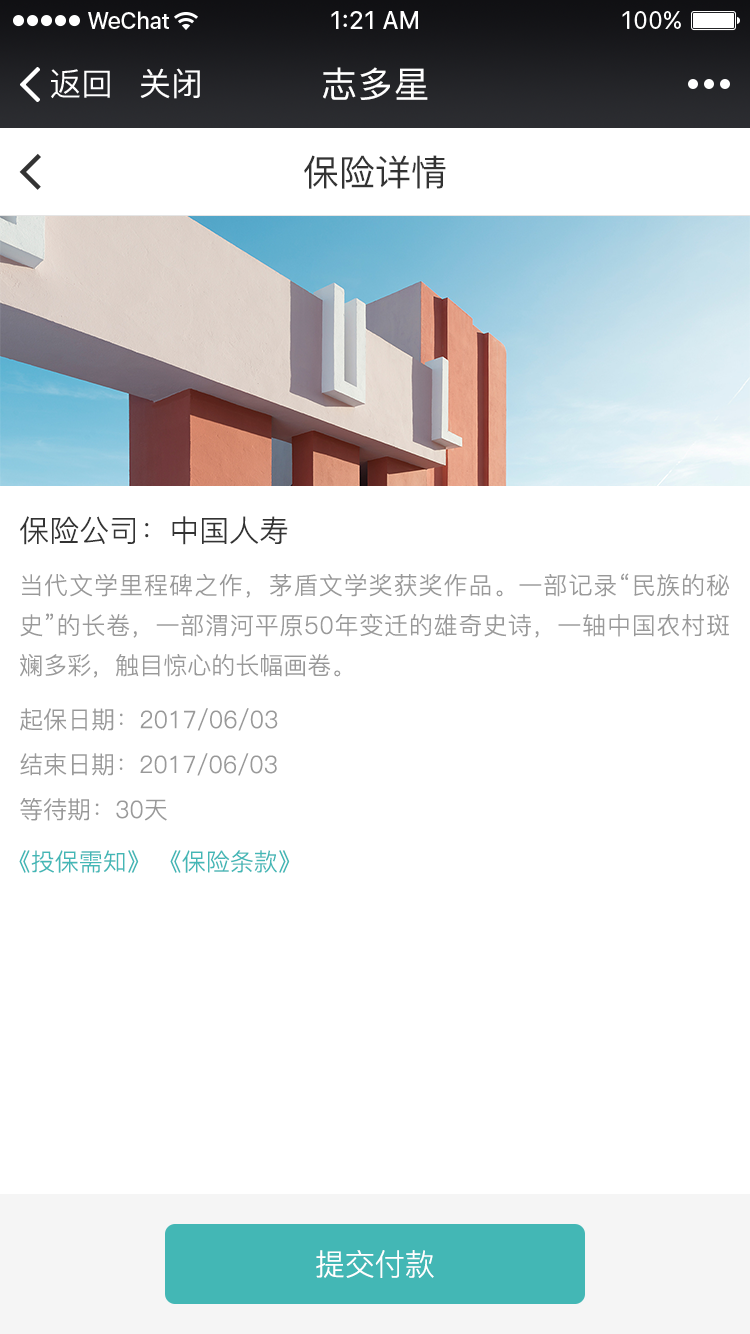 WeChat 1:21 AM 100%
返回 关闭 志多星
保险详情
保险公司：中国人寿
当代文学里程碑之作，茅盾文学奖获奖作品。一部记录“民族的秘
史”的长卷，一部渭河平原50年变迁的雄奇史诗，一轴中国农村斑
斓多彩，触目惊心的长幅画卷。
起保日期：2017/06/03
结束日期：2017/06/03
等待期：30天
《投保需知》 《保险条款》
提交付款